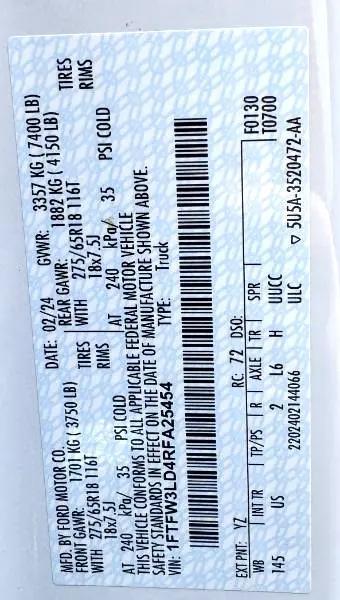 MFD. BY FORD MOTOR CO.
DATE: 02/24 GVWR: 3357 KG ( 7400 LB)
FRONT GAWR: 1701 KG ( 3750 LB) REAR GAWR: 1882 KG ( 4150 LB)
WITH 275/65R18 116T TIRES WITH 275/65R18 116T TIRES
18x7.5J RIMS 18x7.5J RIMS
AT 240 kPa/ 35 PSI COLD AT 240 kPa/ 35 PSI COLD
THIS VEHICLE CONFORMS TO ALL APPLICABLE FEDERAL MOTOR VEHICLE
SAFETY STANDARDS IN EFFECT ON THE DATE OF MANUFACTURE SHOWN ABOVE.
VIN: 1FTFW3LD4RFA25454 TYPE: Truck
EXT PNT: YZ RC: 72 DSO: F0130
WB INT TR TP/PS R AXLE TR SPR T0700
145 US 2 L6 H UUCC
2202402144066 ULC ▽ 5U5A-3520472-AA